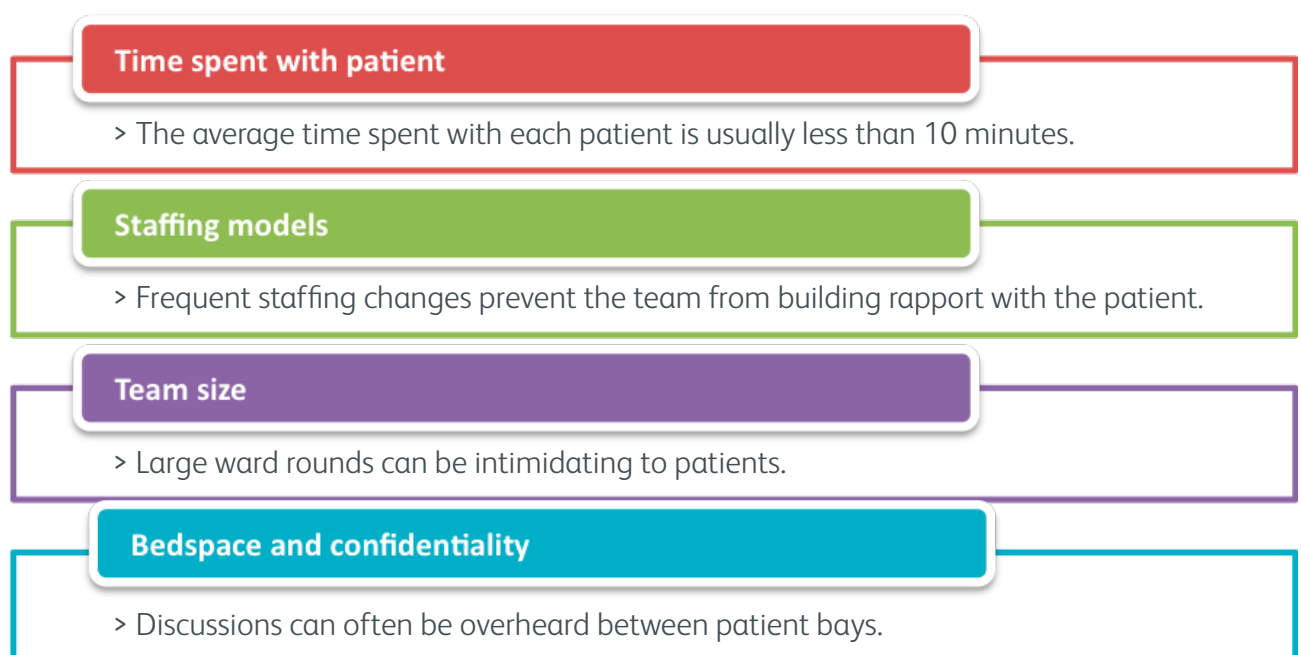 Time spent with patient
> The average time spent with each patient is usually less than 10 minutes.
Staffing models
> Frequent staffing changes prevent the team from building rapport with the patient.
Team size
> Large ward rounds can be intimidating to patients.
Bedspace and confidentiality
> Discussions can often be overheard between patient bays.